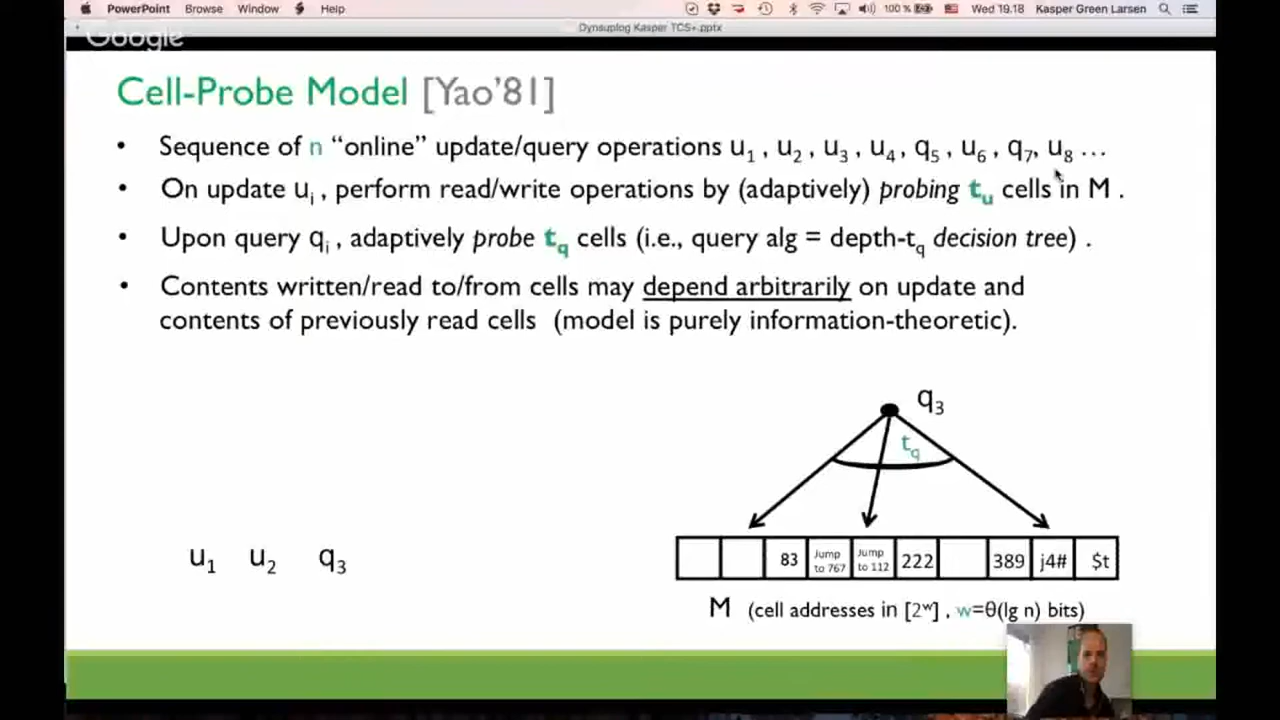 PowerPoint Browse Window Help 100 % Wed 19.18 Kasper Green Larsen
Dynsuplog Kasper TCS+.pptx
Google
Cell-Probe Model [Yao'81]
• Sequence of n “online” update/query operations u₁ , u₂ , u₃ , u₄ , q₅ , u₆ , q₇, u₈ ...
• On update uᵢ , perform read/write operations by (adaptively) probing tᵤ cells in M .
• Upon query qᵢ , adaptively probe t_q cells (i.e., query alg = depth-t_q decision tree) .
• Contents written/read to/from cells may depend arbitrarily on update and
contents of previously read cells (model is purely information-theoretic).
q₃
t_q
u₁ u₂ q₃
83 Jump to 767 Jump to 112 222 389 j4# $t
M (cell addresses in [2ʷ] , w=θ(lg n) bits)